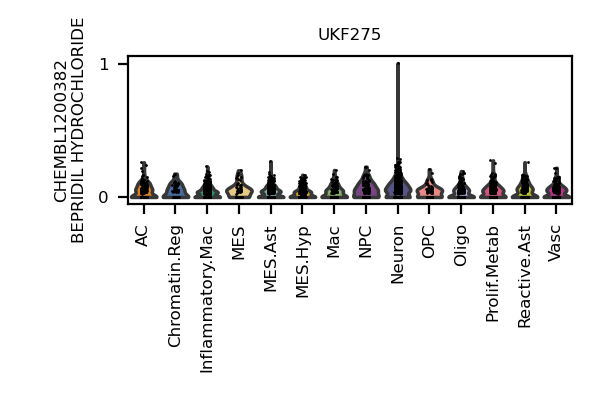 UKF275
CHEMBL1200382
BEPRIDIL HYDROCHLORIDE
1
0
AC
Chromatin.Reg
Inflammatory.Mac
MES
MES.Ast
MES.Hyp
Mac
NPC
Neuron
OPC
Oligo
Prolif.Metab
Reactive.Ast
Vasc